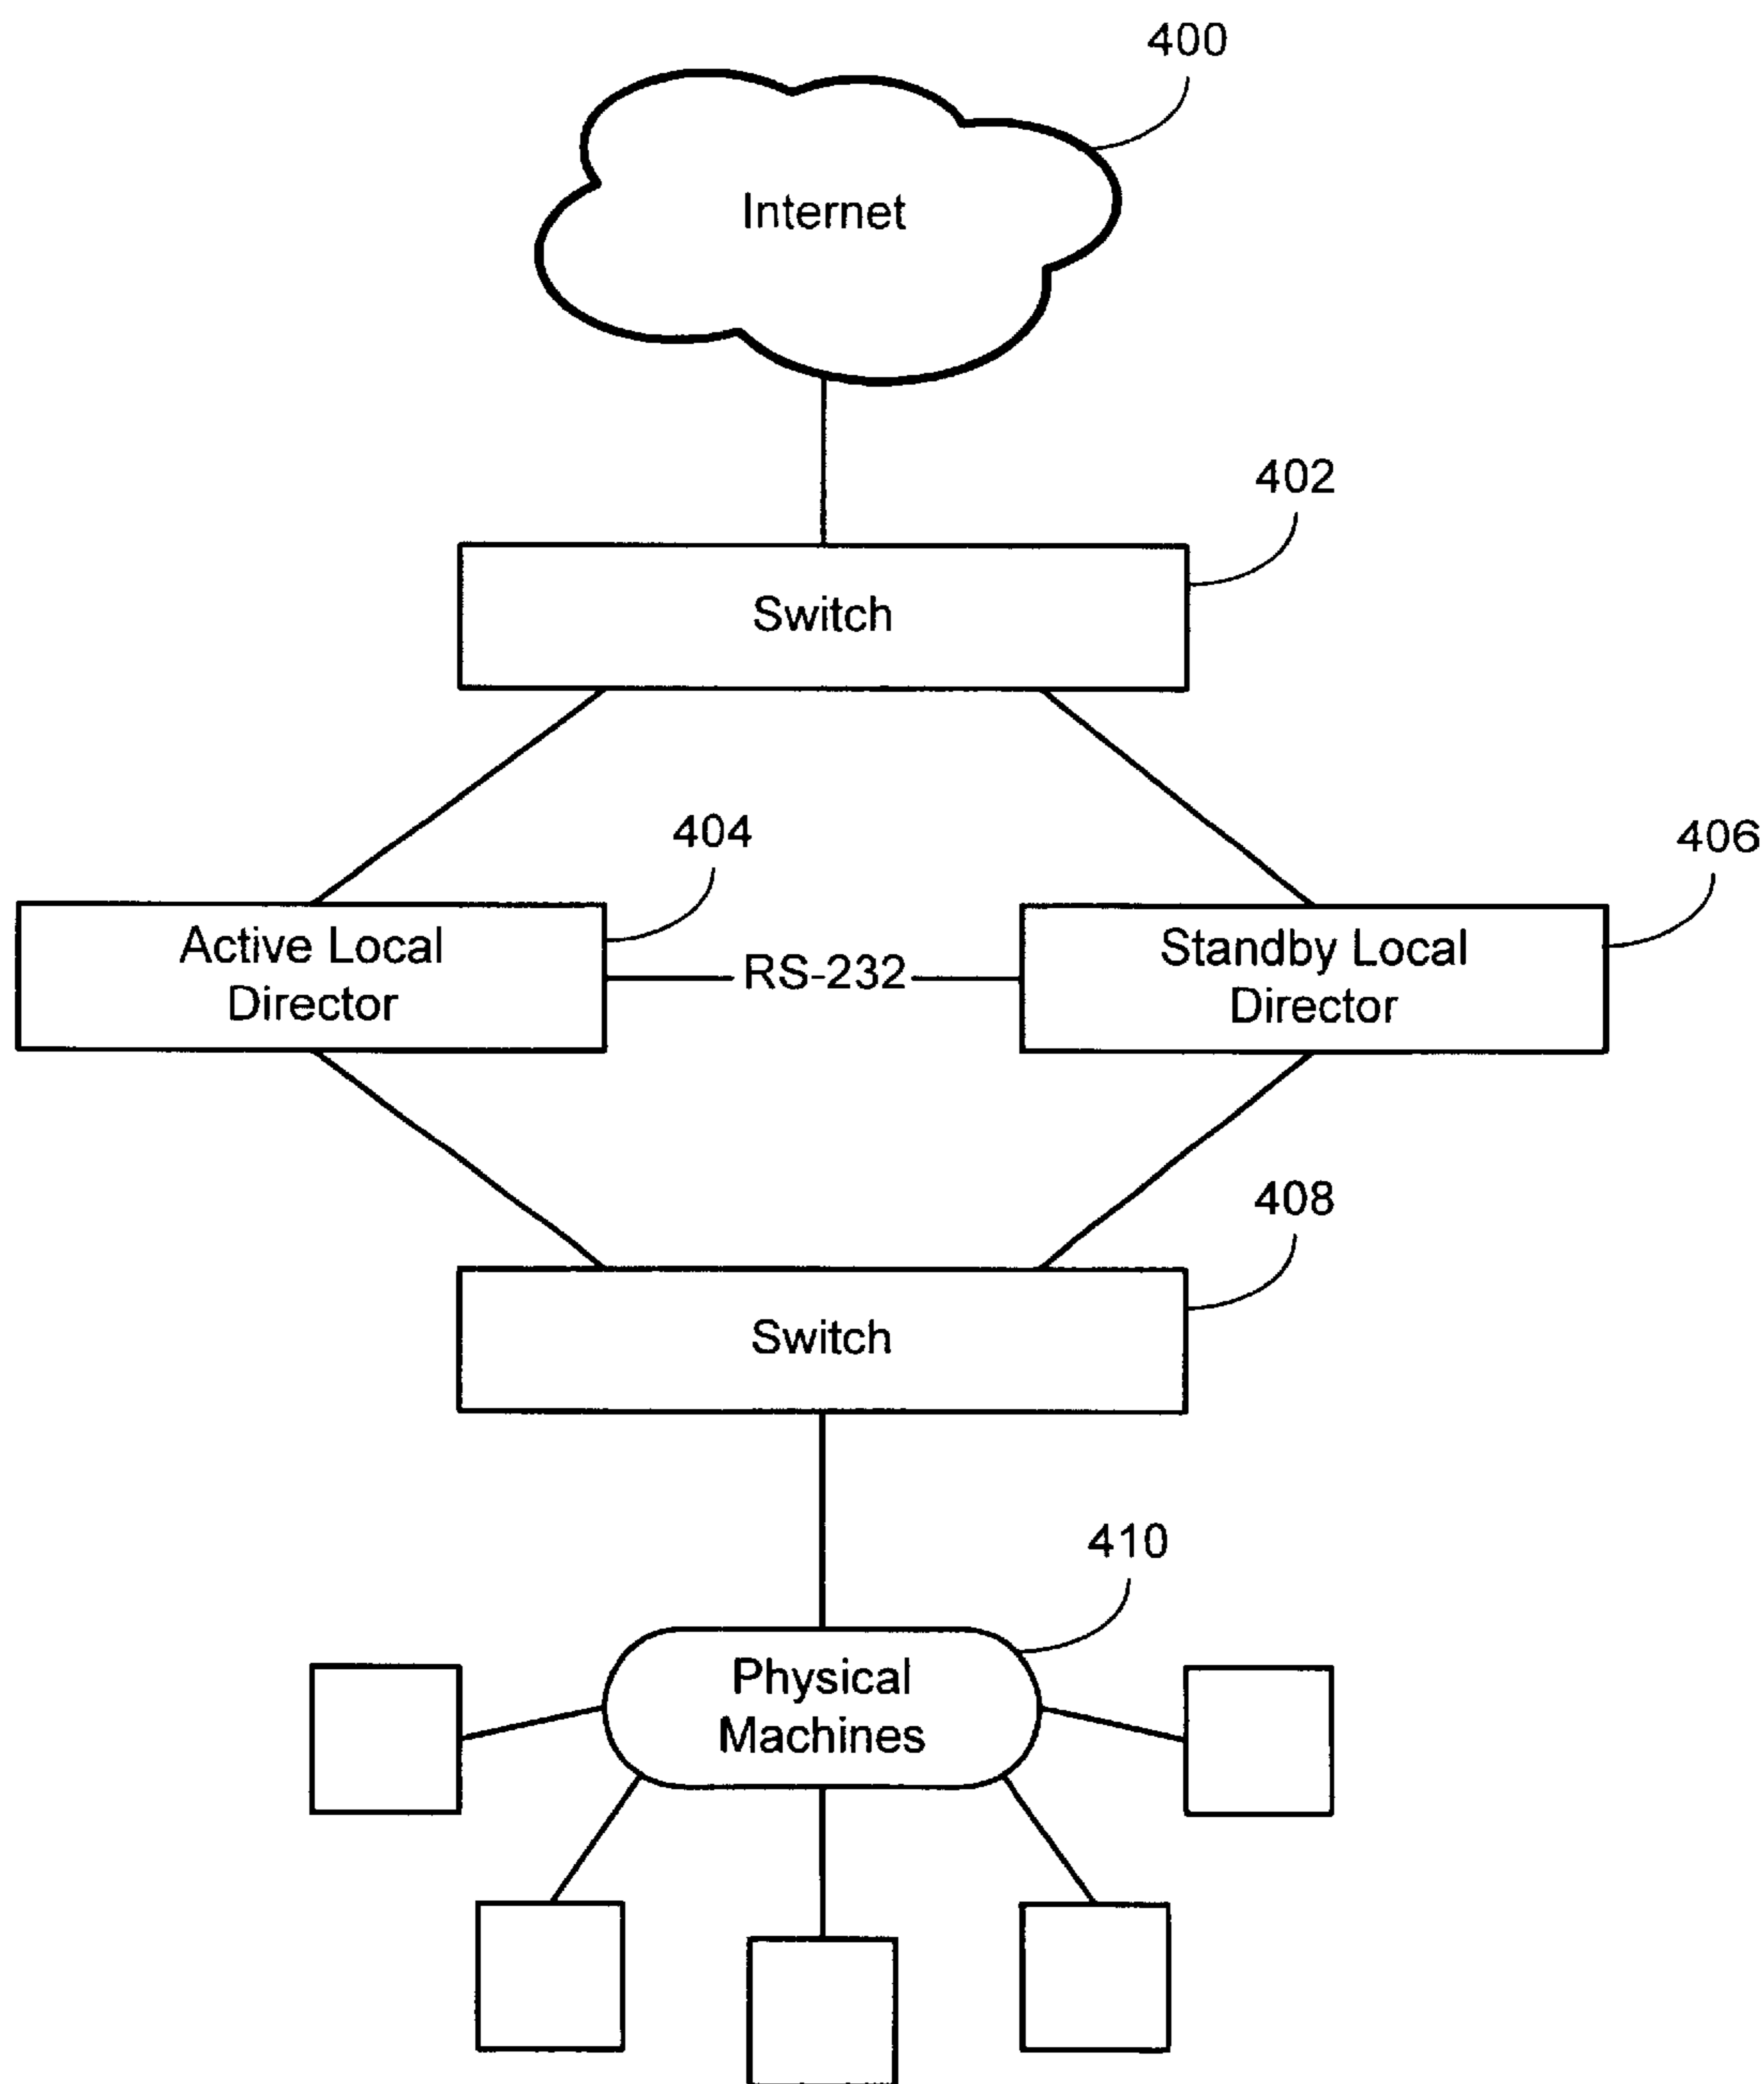 400
Internet
402
Switch
404
406
Active Local
Director
RS-232
Standby Local
Director
408
Switch
410
Physical
Machines